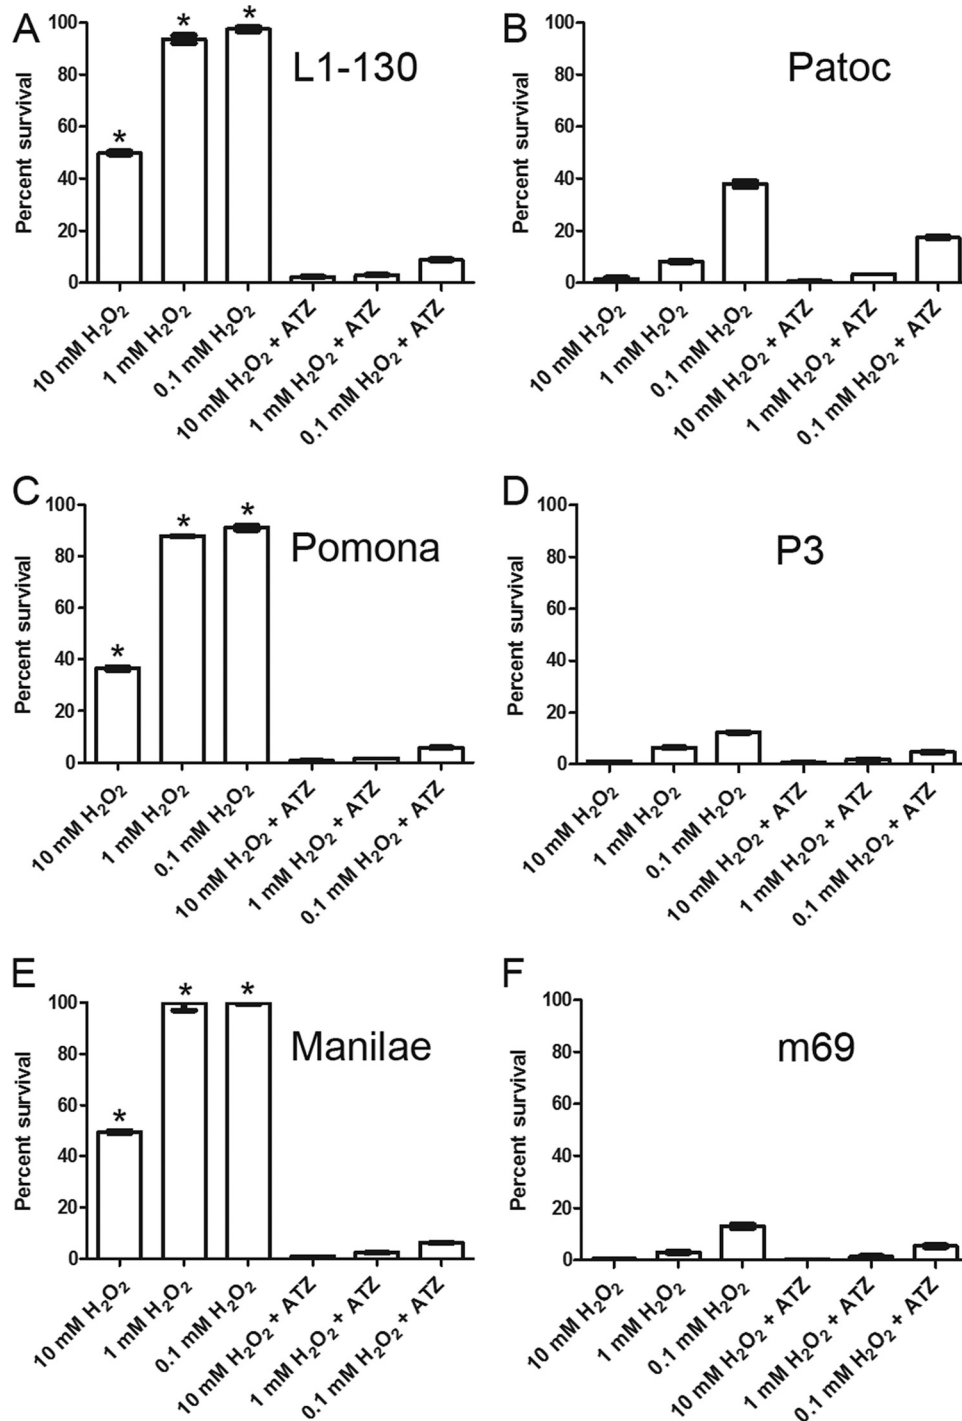 A
L1-130
Percent survival
100
80
60
40
20
0
*
*
*
10 mM H₂O₂
1 mM H₂O₂
0.1 mM H₂O₂
10 mM H₂O₂ + ATZ
1 mM H₂O₂ + ATZ
0.1 mM H₂O₂ + ATZ
B
Patoc
Percent survival
100
80
60
40
20
0
10 mM H₂O₂
1 mM H₂O₂
0.1 mM H₂O₂
10 mM H₂O₂ + ATZ
1 mM H₂O₂ + ATZ
0.1 mM H₂O₂ + ATZ
C
Pomona
Percent survival
100
80
60
40
20
0
*
*
*
10 mM H₂O₂
1 mM H₂O₂
0.1 mM H₂O₂
10 mM H₂O₂ + ATZ
1 mM H₂O₂ + ATZ
0.1 mM H₂O₂ + ATZ
D
P3
Percent survival
100
80
60
40
20
0
10 mM H₂O₂
1 mM H₂O₂
0.1 mM H₂O₂
10 mM H₂O₂ + ATZ
1 mM H₂O₂ + ATZ
0.1 mM H₂O₂ + ATZ
E
Manilae
Percent survival
100
80
60
40
20
0
*
*
*
10 mM H₂O₂
1 mM H₂O₂
0.1 mM H₂O₂
10 mM H₂O₂ + ATZ
1 mM H₂O₂ + ATZ
0.1 mM H₂O₂ + ATZ
F
m69
Percent survival
100
80
60
40
20
0
10 mM H₂O₂
1 mM H₂O₂
0.1 mM H₂O₂
10 mM H₂O₂ + ATZ
1 mM H₂O₂ + ATZ
0.1 mM H₂O₂ + ATZ